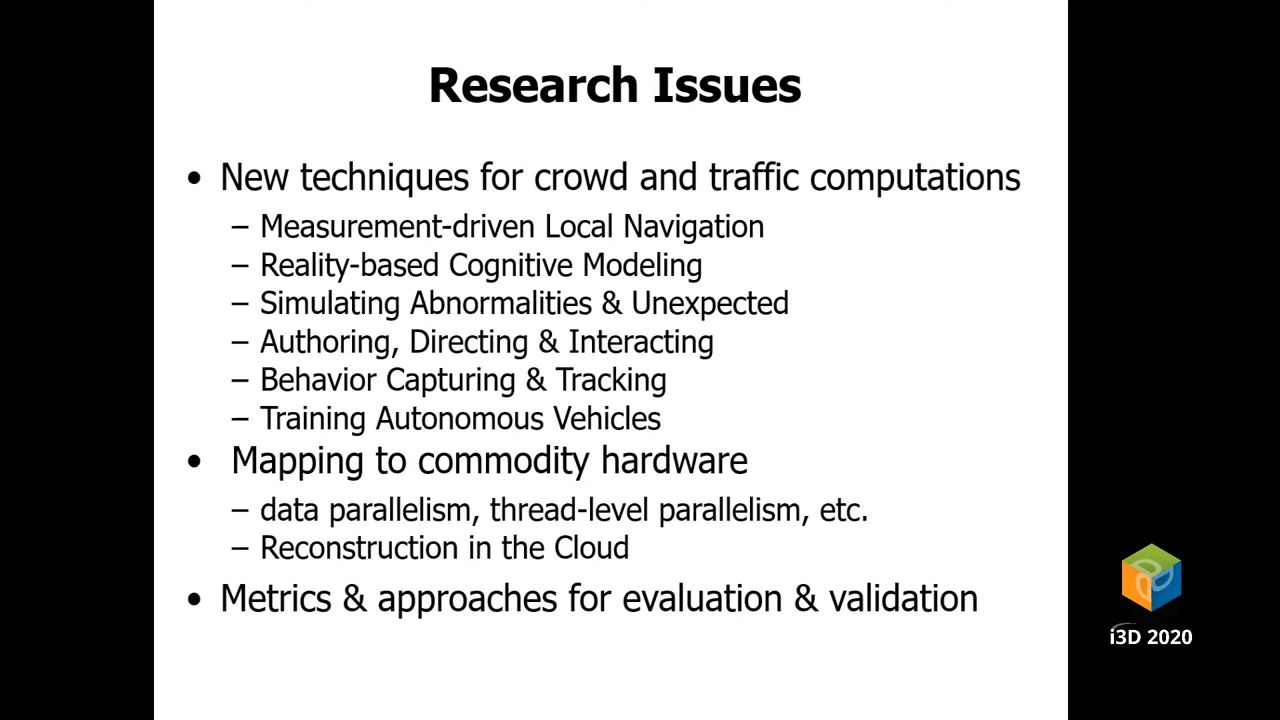 Research Issues
• New techniques for crowd and traffic computations
– Measurement-driven Local Navigation
– Reality-based Cognitive Modeling
– Simulating Abnormalities & Unexpected
– Authoring, Directing & Interacting
– Behavior Capturing & Tracking
– Training Autonomous Vehicles
• Mapping to commodity hardware
– data parallelism, thread-level parallelism, etc.
– Reconstruction in the Cloud
• Metrics & approaches for evaluation & validation
i3D 2020